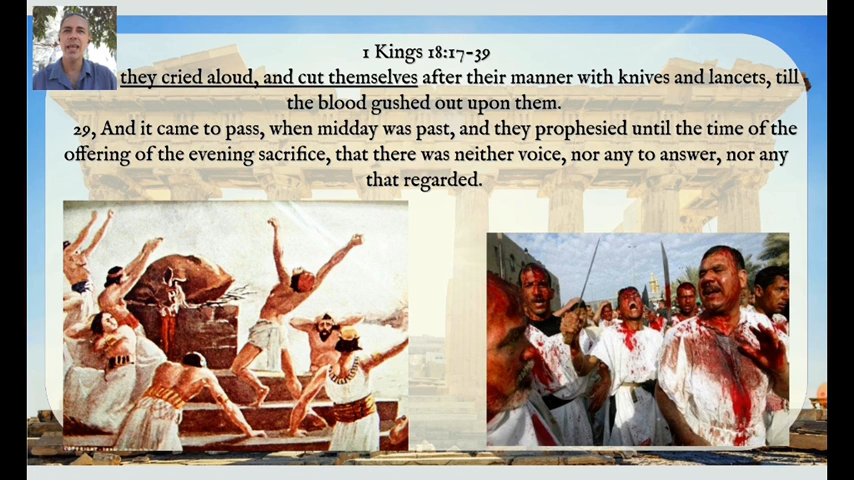 1 Kings 18:17-39
they cried aloud, and cut themselves after their manner with knives and lancets, till
the blood gushed out upon them.
29, And it came to pass, when midday was past, and they prophesied until the time of the
offering of the evening sacrifice, that there was neither voice, nor any to answer, nor any
that regarded.